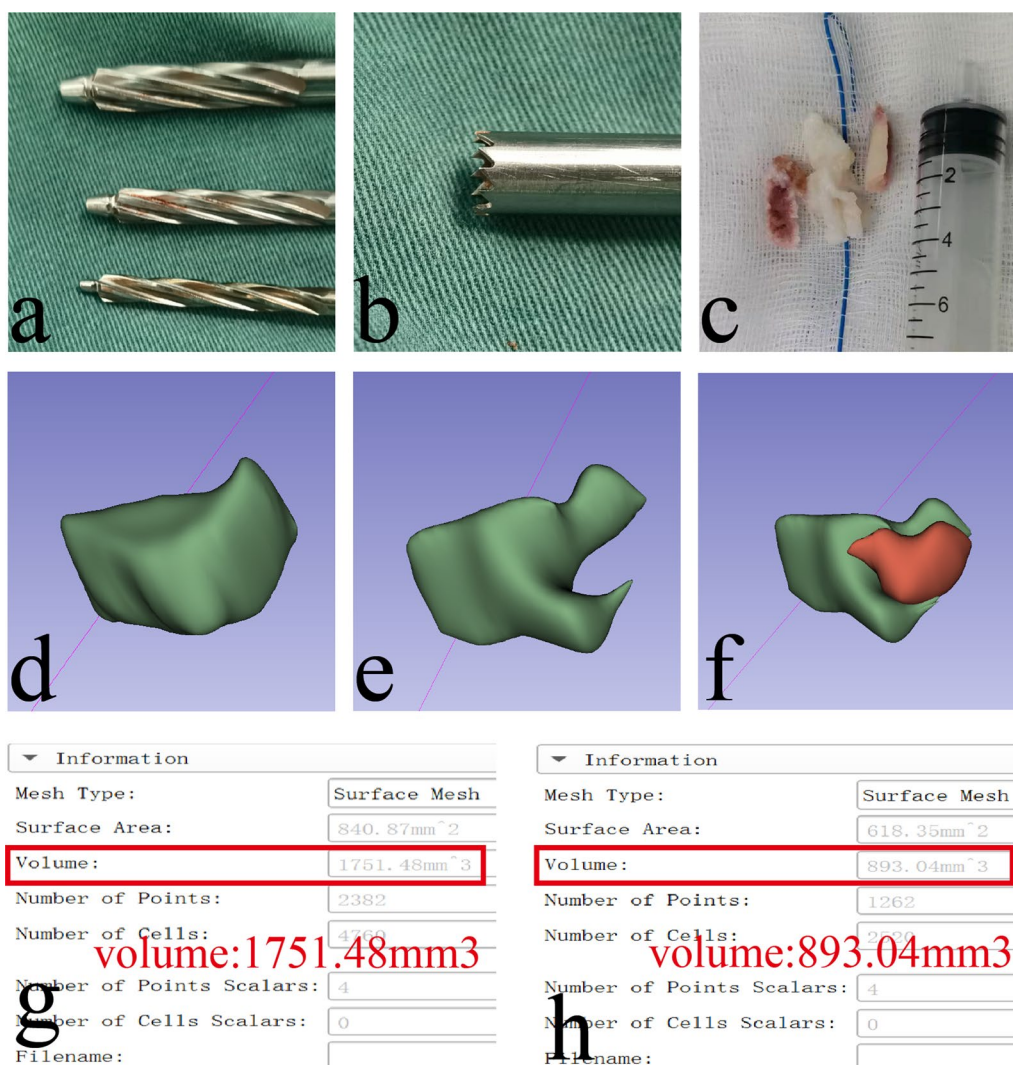 a
b
c
2
4
6
d
e
f
Information
Mesh Type:
Surface Mesh
Surface Area:
840.87mm^2
Volume:
1751.48mm^3
Number of Points:
2382
Number of Cells:
4760
volume:1751.48mm3
Number of Points Scalars:
4
Number of Cells Scalars:
0
Filename:
g
Information
Mesh Type:
Surface Mesh
Surface Area:
618.35mm^2
Volume:
893.04mm^3
Number of Points:
1262
Number of Cells:
2520
volume:893.04mm3
Number of Points Scalars:
4
Number of Cells Scalars:
0
Filename:
h